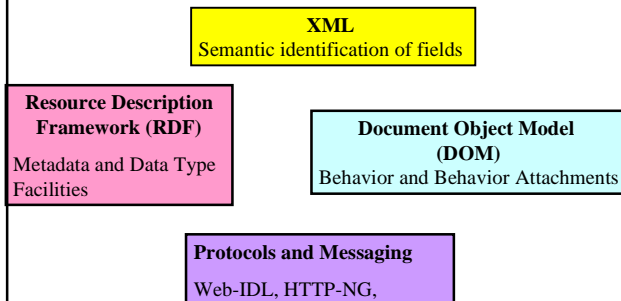 XML
Semantic identification of fields
Resource Description
Framework (RDF)
Metadata and Data Type
Facilities
Document Object Model
(DOM)
Behavior and Behavior Attachments
Protocols and Messaging
Web-IDL, HTTP-NG,